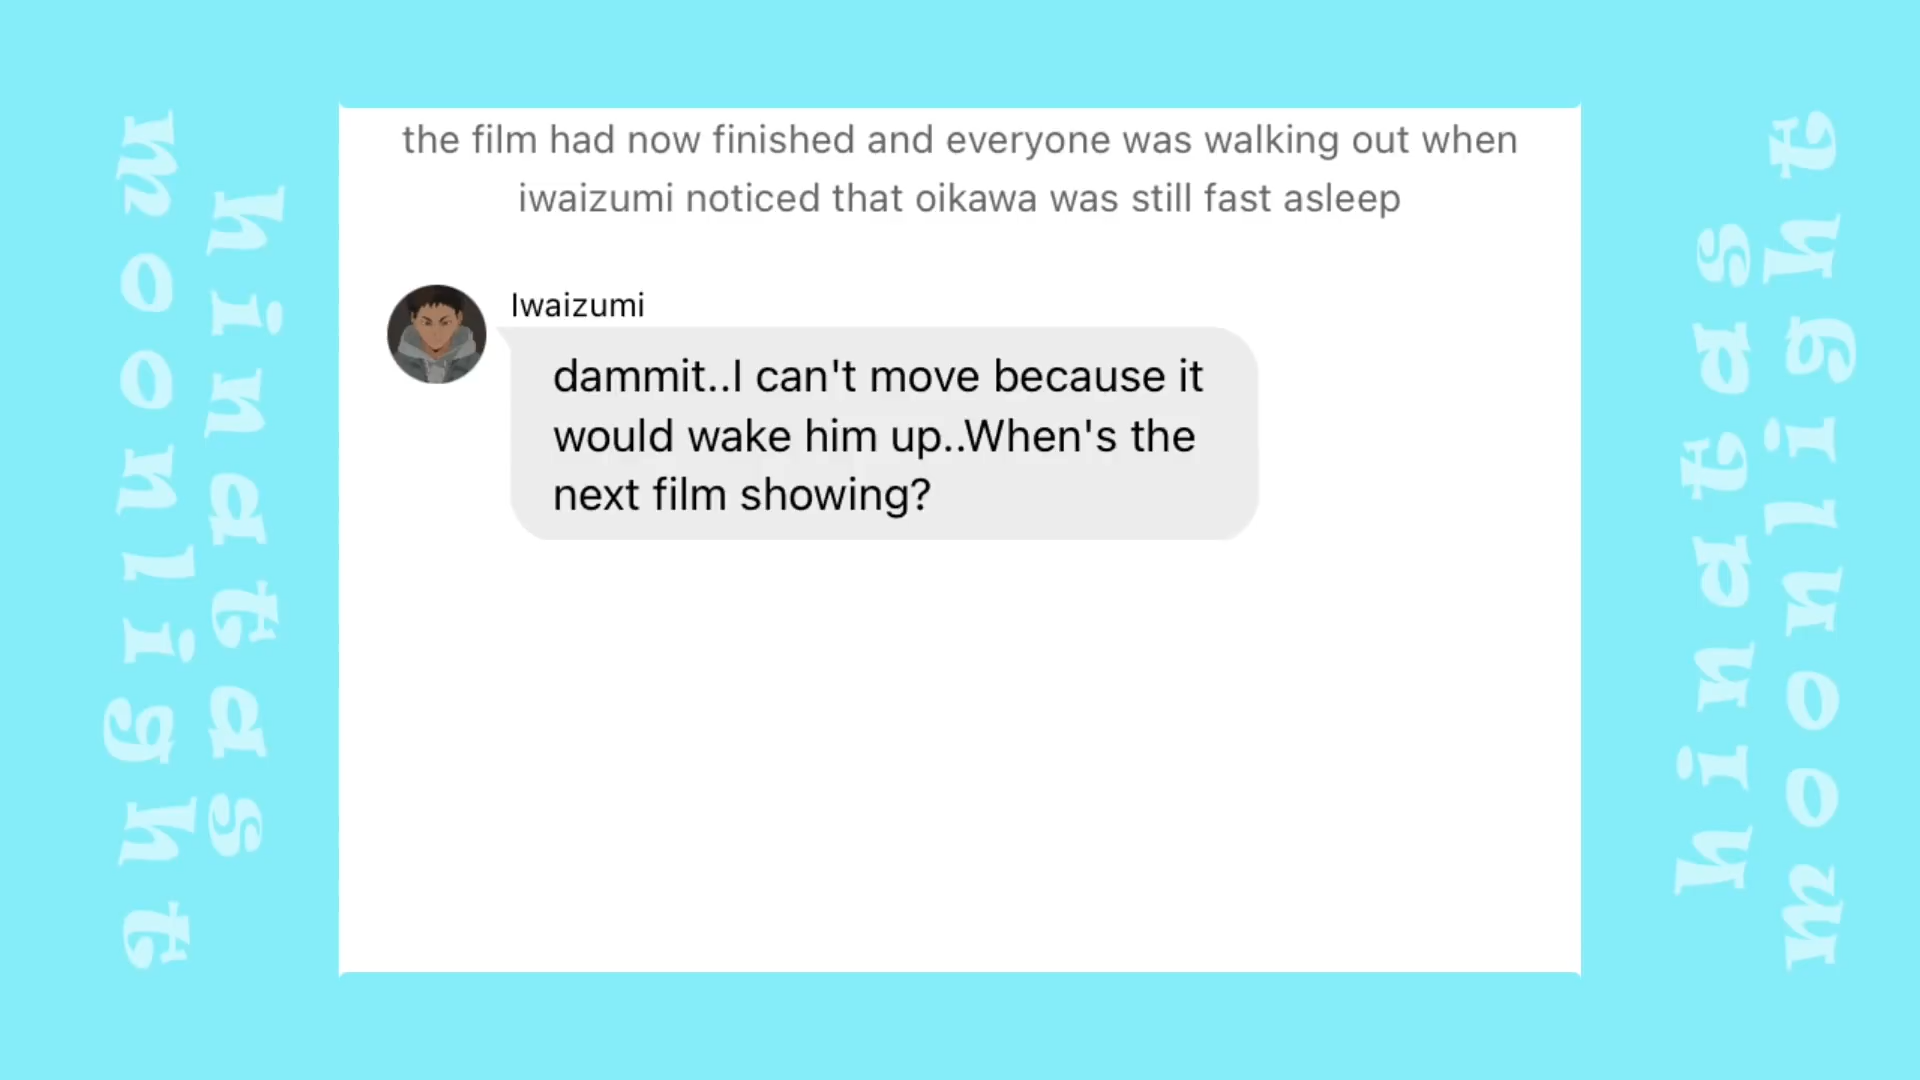 the film had now finished and everyone was walking out when
iwaizumi noticed that oikawa was still fast asleep
Iwaizumi
dammit..I can't move because it
would wake him up..When's the
next film showing?
hinatas
moonlight
hinatas
moonlight